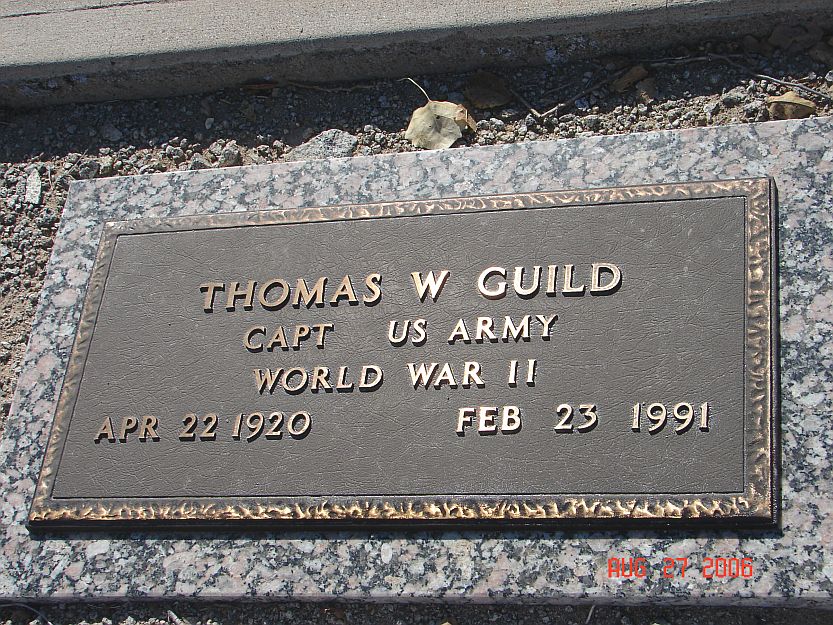 THOMAS W GUILD
CAPT US ARMY
WORLD WAR II
APR 22 1920 FEB 23 1991
AUG 27 2006